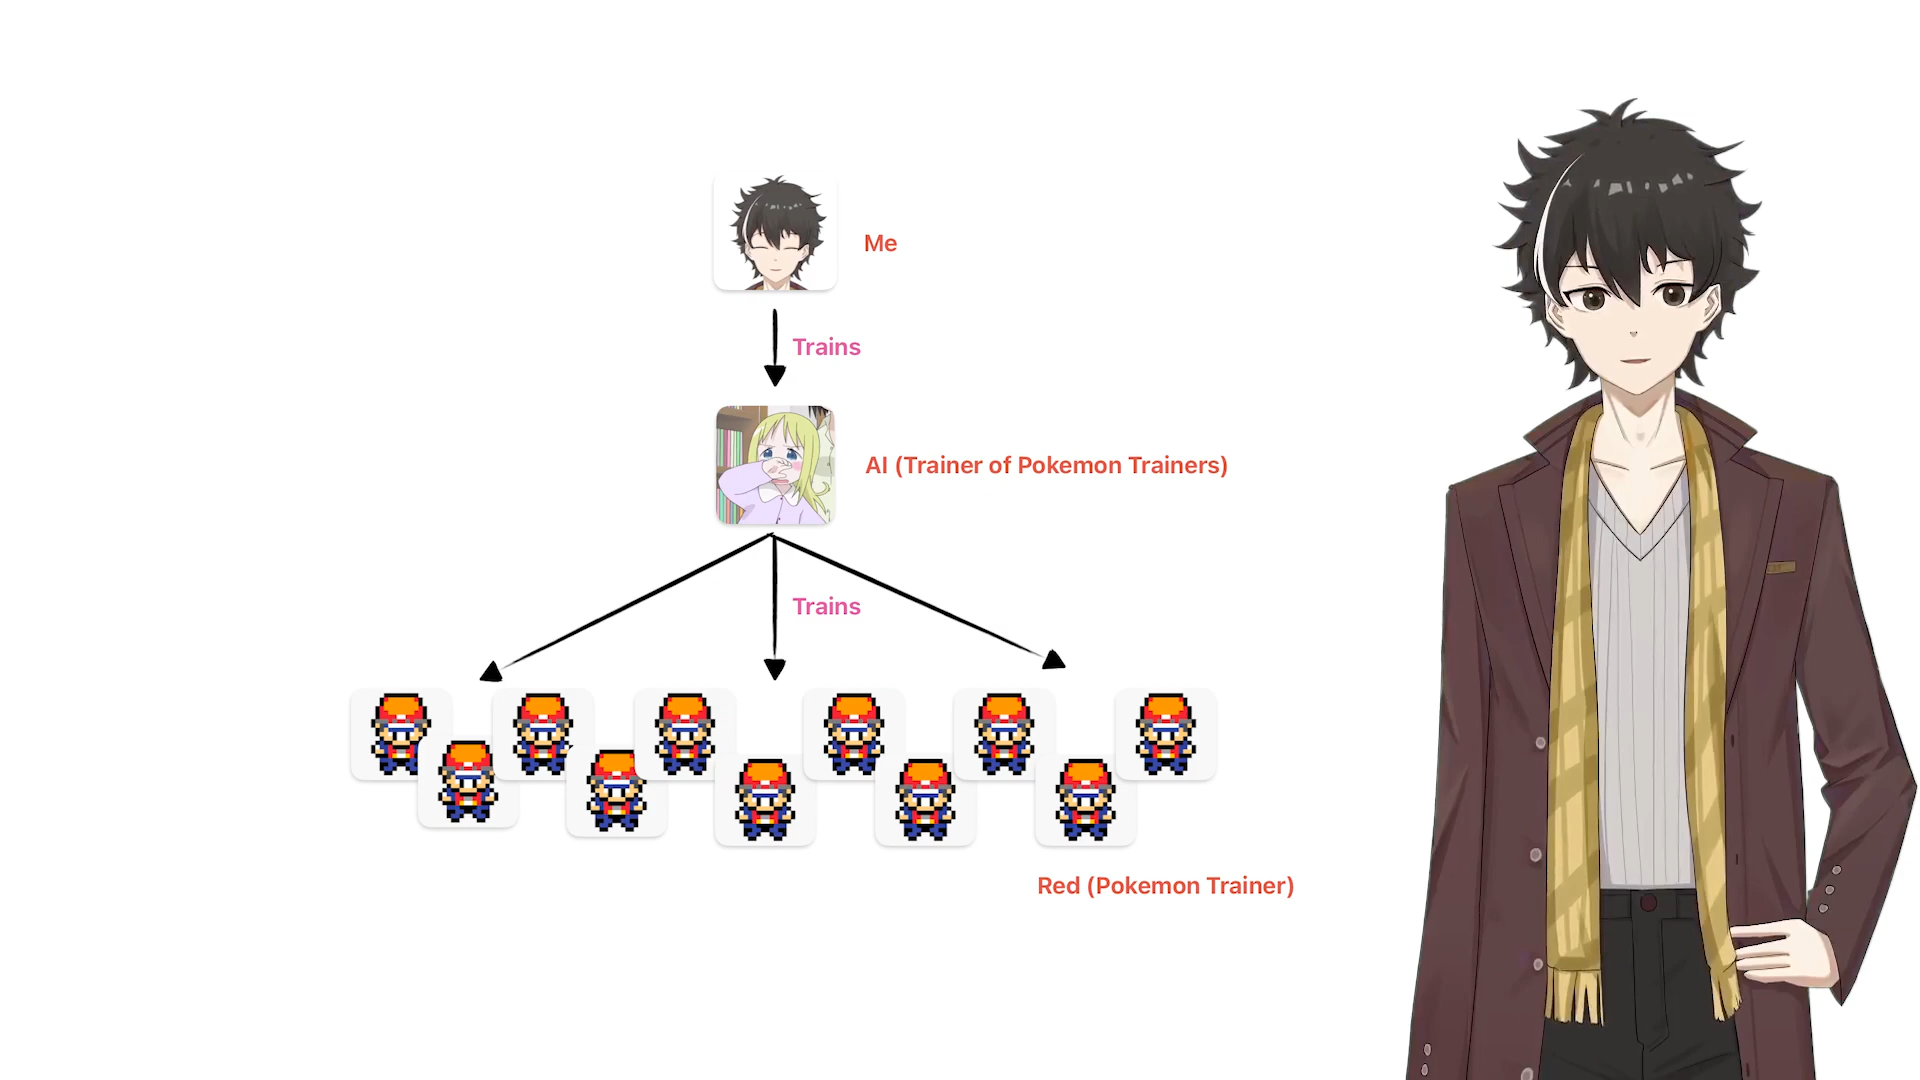 Me
Trains
AI (Trainer of Pokemon Trainers)
Trains
Red (Pokemon Trainer)